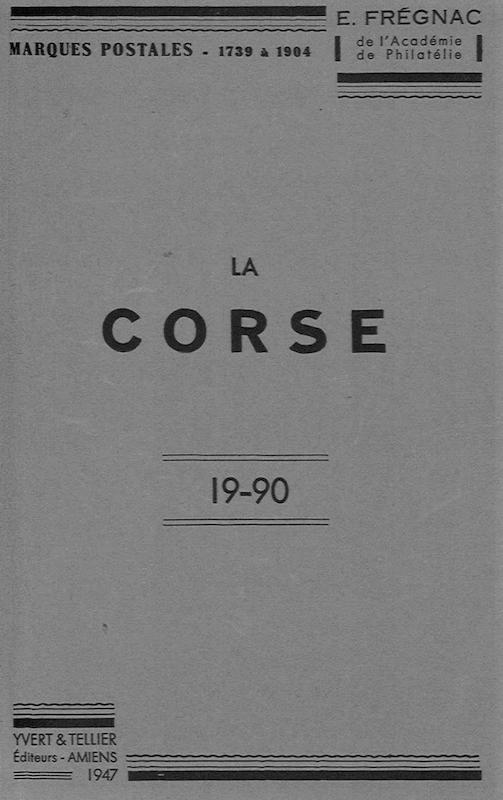 MARQUES POSTALES - 1739 à 1904
E. FRÉGNAC
de l'Académie
de Philatélie
LA
CORSE
19-90
YVERT & TELLIER
Éditeurs - AMIENS
1947